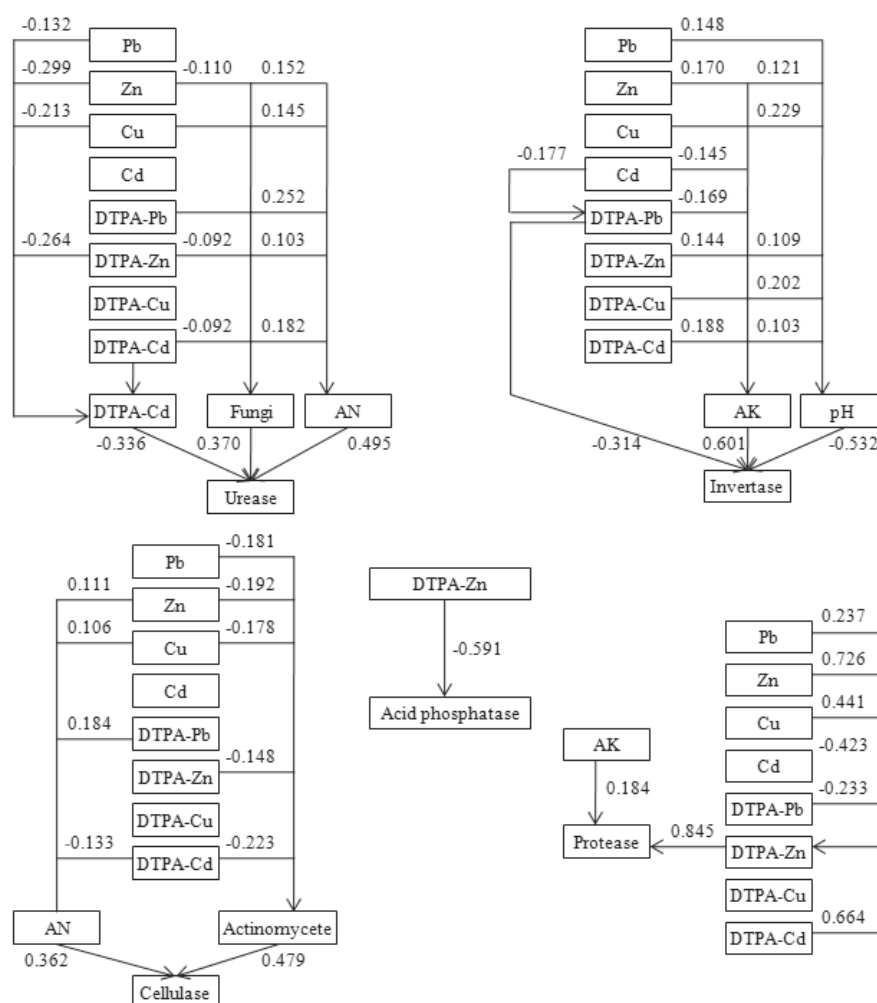 -0.132
Pb
-0.299 Zn -0.110 0.152
-0.213 Cu 0.145
Cd
0.252
DTPA-Pb
-0.264 DTPA-Zn -0.092 0.103
DTPA-Cu
-0.092 0.182
DTPA-Cd
DTPA-Cd Fungi AN
-0.336 0.370 0.495
Urease
0.148
Pb
0.170 0.121
Zn
0.229
Cu
-0.177 Cd -0.145
-0.169
DTPA-Pb
0.144 0.109
DTPA-Zn
0.202
DTPA-Cu
0.188 0.103
DTPA-Cd
AK pH
-0.314 0.601 -0.532
Invertase
-0.181
Pb
0.111 -0.192
Zn
0.106 -0.178
Cu
Cd
0.184
DTPA-Pb
-0.148
DTPA-Zn
DTPA-Cu
-0.133 -0.223
DTPA-Cd
AN Actinomycete
0.362 0.479
Cellulase
DTPA-Zn
-0.591
Acid phosphatase
AK
0.184
Protease
0.845
0.237
Pb
0.726
Zn
0.441
Cu
-0.423
Cd
-0.233
DTPA-Pb
DTPA-Zn
DTPA-Cu
0.664
DTPA-Cd